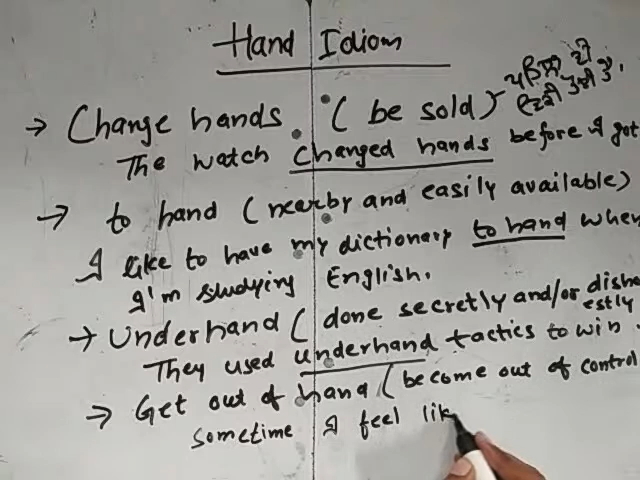 Hand Idiom
→ Change hands (be sold)
The watch changed hands before I got
→ to hand (nearby and easily available)
I like to have my dictionary to hand when
I'm studying English.
→ Underhand (done secretly and/or dishonestly
They used underhand tactics to win.
→ Get out of hand (become out of control
sometime I feel lik